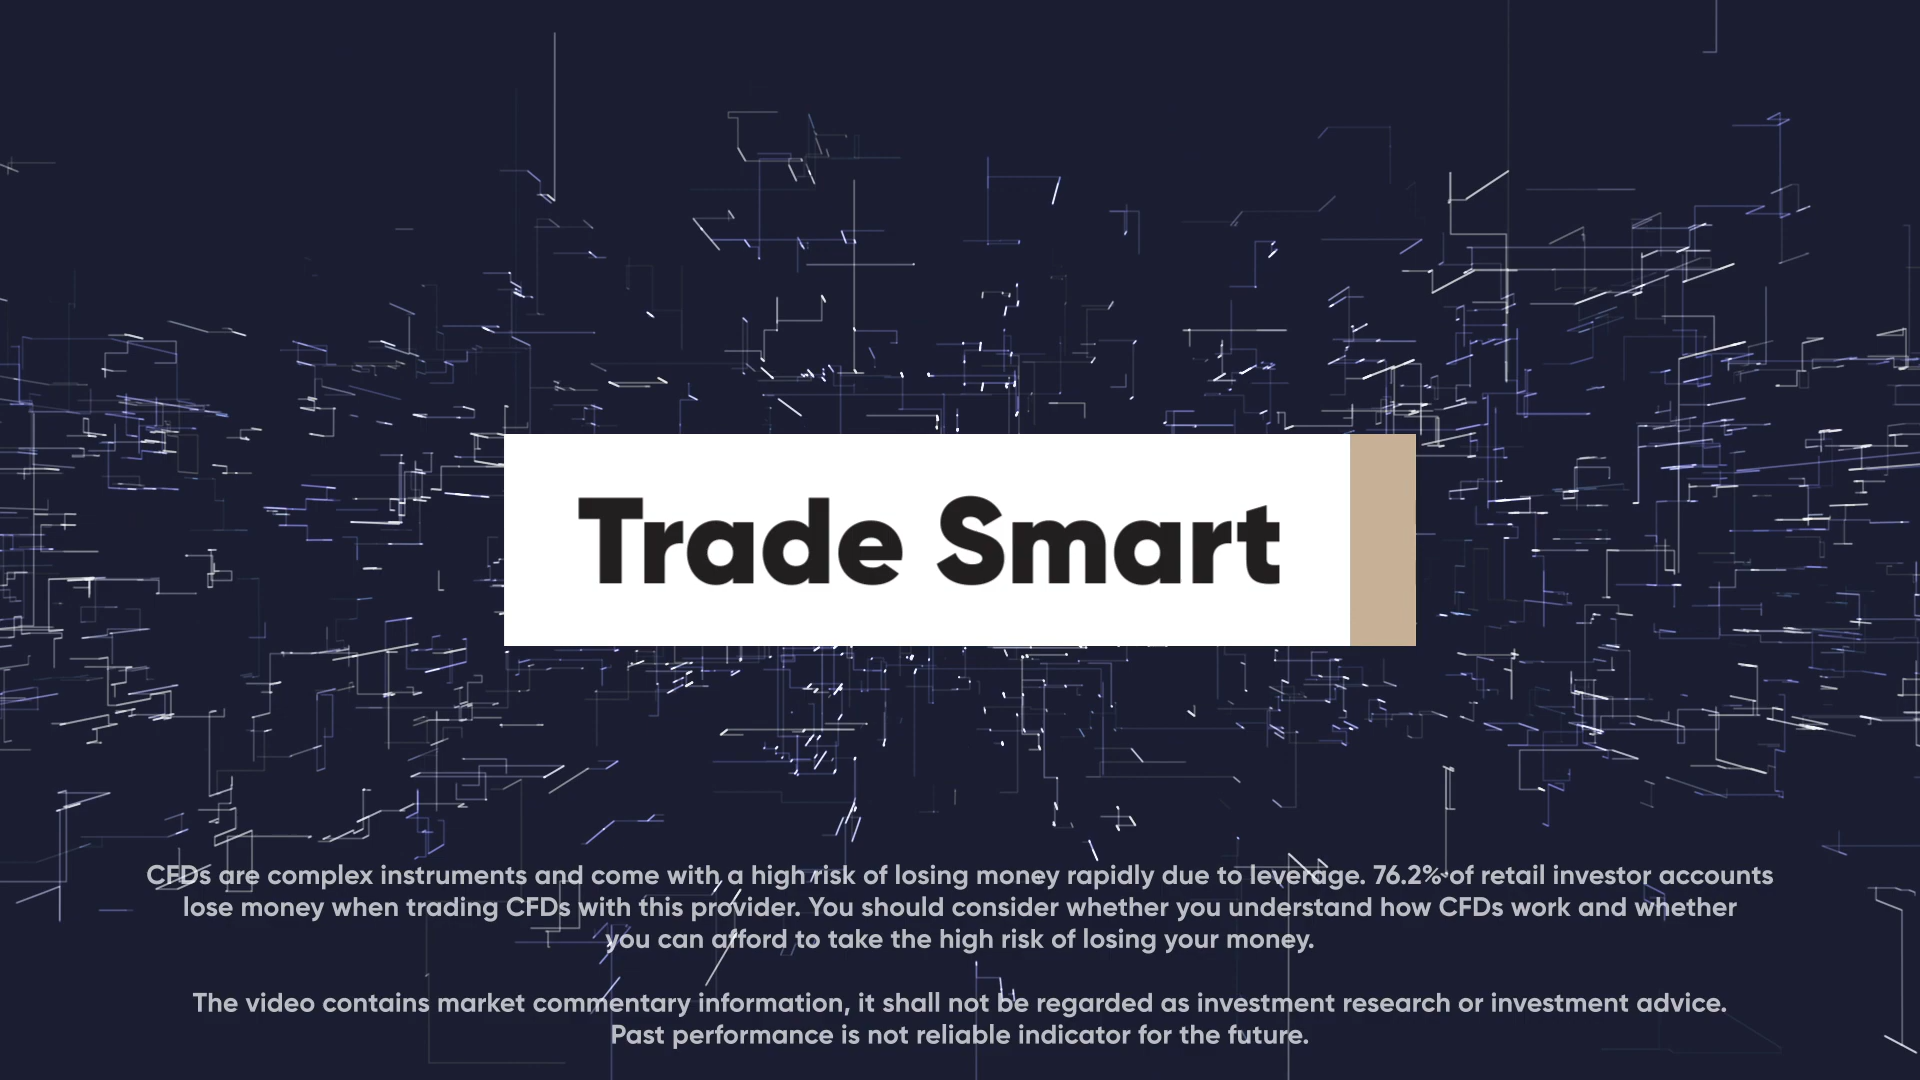 Trade Smart
CFDs are complex instruments and come with a high risk of losing money rapidly due to leverage. 76.2% of retail investor accounts
lose money when trading CFDs with this provider. You should consider whether you understand how CFDs work and whether
you can afford to take the high risk of losing your money.
The video contains market commentary information, it shall not be regarded as investment research or investment advice.
Past performance is not reliable indicator for the future.